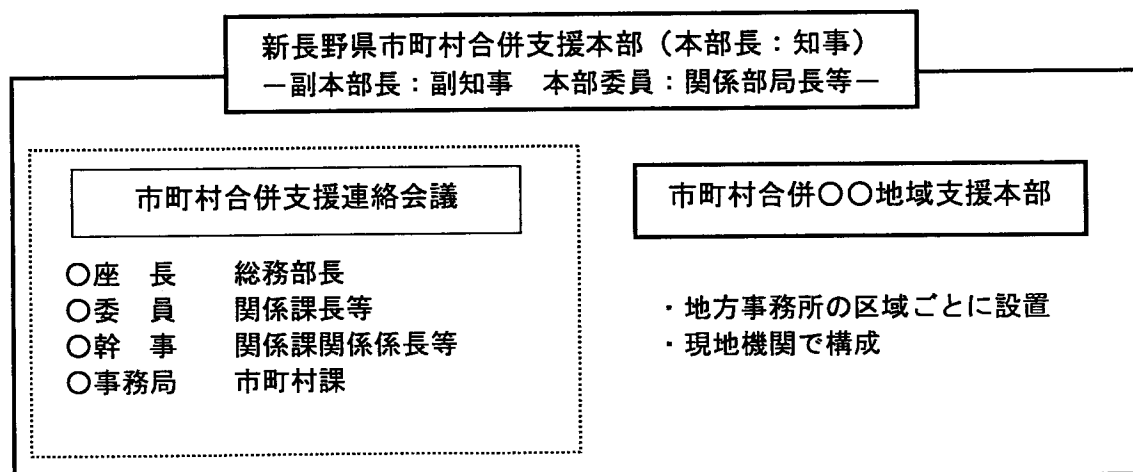 新長野県市町村合併支援本部（本部長：知事）
－副本部長：副知事　本部委員：関係部局長等－
市町村合併支援連絡会議
○座　長　　総務部長
○委　員　　関係課長等
○幹　事　　関係課関係係長等
○事務局　　市町村課
市町村合併○○地域支援本部
・地方事務所の区域ごとに設置
・現地機関で構成